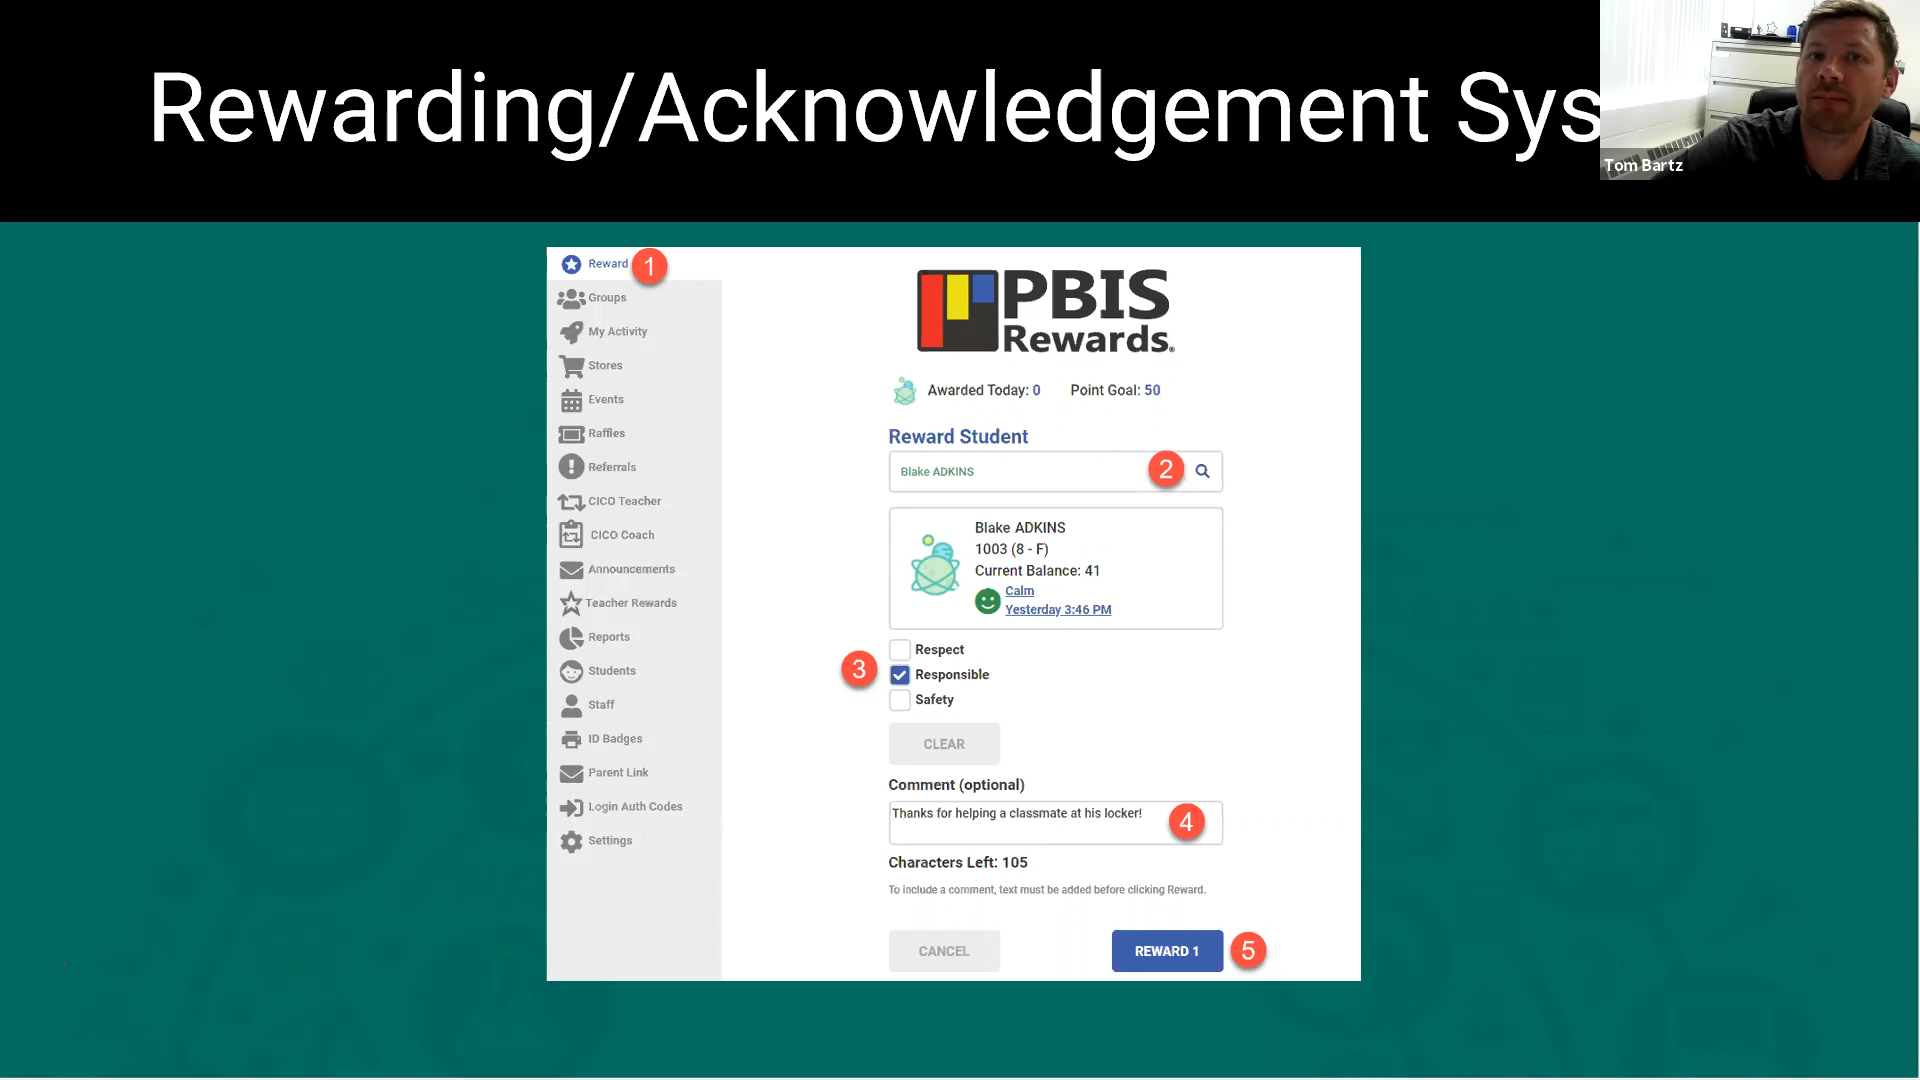 Rewarding/Acknowledgement Sys
Tom Bartz
Reward 1
Groups
My Activity
Stores
Events
Raffles
Referrals
CICO Teacher
CICO Coach
Announcements
Teacher Rewards
Reports
Students
Staff
ID Badges
Parent Link
Login Auth Codes
Settings
PBIS
Rewards®
Awarded Today: 0 Point Goal: 50
Reward Student
Blake ADKINS 2
Blake ADKINS
1003 (8 - F)
Current Balance: 41
Calm
Yesterday 3:46 PM
Respect
3 Responsible
Safety
CLEAR
Comment (optional)
Thanks for helping a classmate at his locker! 4
Characters Left: 105
To include a comment, text must be added before clicking Reward.
CANCEL REWARD 1 5